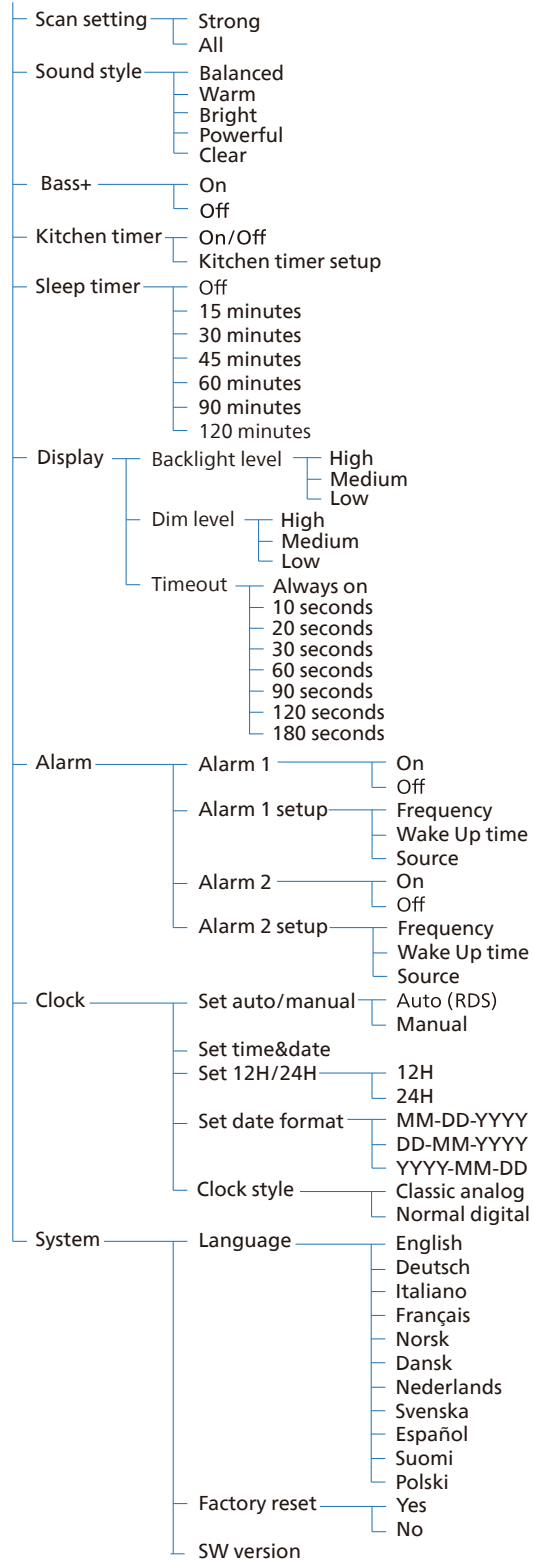 Scan setting Strong
All
Sound style Balanced
Warm
Bright
Powerful
Clear
Bass+ On
Off
Kitchen timer On/Off
Kitchen timer setup
Sleep timer Off
15 minutes
30 minutes
45 minutes
60 minutes
90 minutes
120 minutes
Display Backlight level High
Medium
Low
Dim level High
Medium
Low
Timeout Always on
10 seconds
20 seconds
30 seconds
60 seconds
90 seconds
120 seconds
180 seconds
Alarm Alarm 1 On
Off
Alarm 1 setup Frequency
Wake Up time
Source
Alarm 2 On
Off
Alarm 2 setup Frequency
Wake Up time
Source
Clock Set auto/manual Auto (RDS)
Manual
Set time&date
Set 12H/24H 12H
24H
Set date format MM-DD-YYYY
DD-MM-YYYY
YYYY-MM-DD
Clock style Classic analog
Normal digital
System Language English
Deutsch
Italiano
Français
Norsk
Dansk
Nederlands
Svenska
Español
Suomi
Polski
Factory reset Yes
No
SW version